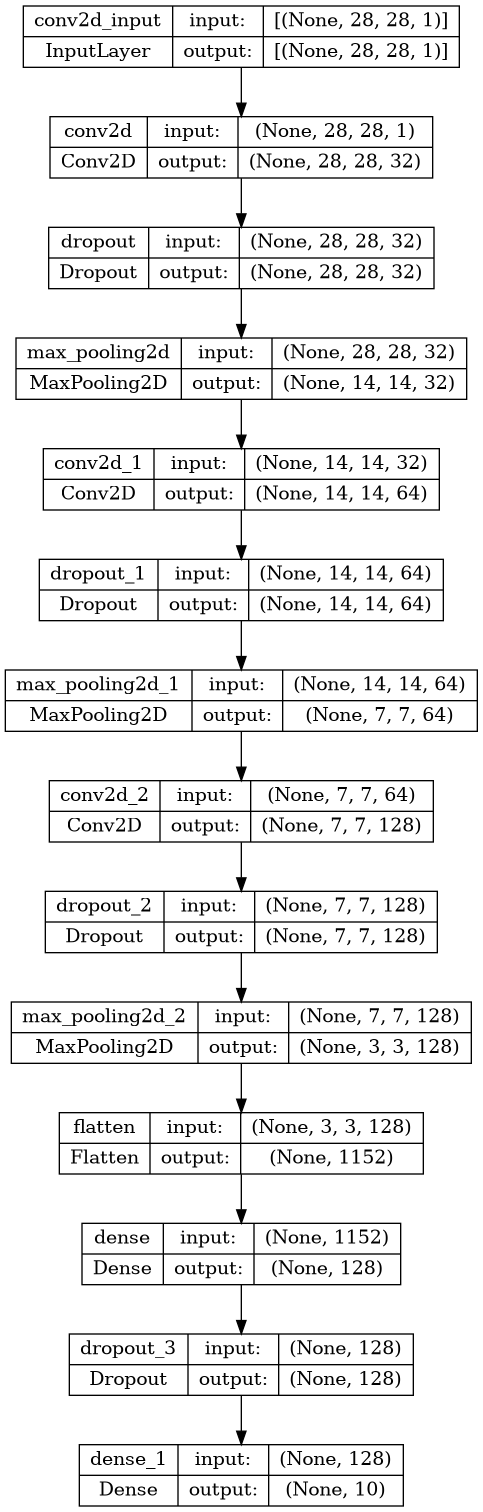 conv2d_input input: [(None, 28, 28, 1)]
InputLayer output: [(None, 28, 28, 1)]
conv2d input: (None, 28, 28, 1)
Conv2D output: (None, 28, 28, 32)
dropout input: (None, 28, 28, 32)
Dropout output: (None, 28, 28, 32)
max_pooling2d input: (None, 28, 28, 32)
MaxPooling2D output: (None, 14, 14, 32)
conv2d_1 input: (None, 14, 14, 32)
Conv2D output: (None, 14, 14, 64)
dropout_1 input: (None, 14, 14, 64)
Dropout output: (None, 14, 14, 64)
max_pooling2d_1 input: (None, 14, 14, 64)
MaxPooling2D output: (None, 7, 7, 64)
conv2d_2 input: (None, 7, 7, 64)
Conv2D output: (None, 7, 7, 128)
dropout_2 input: (None, 7, 7, 128)
Dropout output: (None, 7, 7, 128)
max_pooling2d_2 input: (None, 7, 7, 128)
MaxPooling2D output: (None, 3, 3, 128)
flatten input: (None, 3, 3, 128)
Flatten output: (None, 1152)
dense input: (None, 1152)
Dense output: (None, 128)
dropout_3 input: (None, 128)
Dropout output: (None, 128)
dense_1 input: (None, 128)
Dense output: (None, 10)